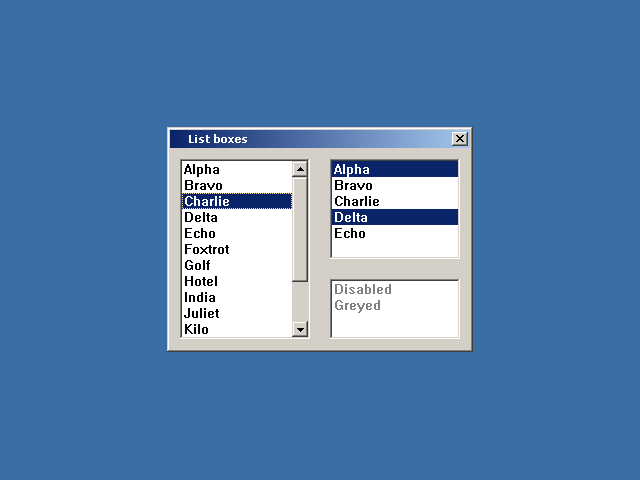 List boxes
Alpha
Bravo
Charlie
Delta
Echo
Foxtrot
Golf
Hotel
India
Juliet
Kilo
Alpha
Bravo
Charlie
Delta
Echo
Disabled
Greyed